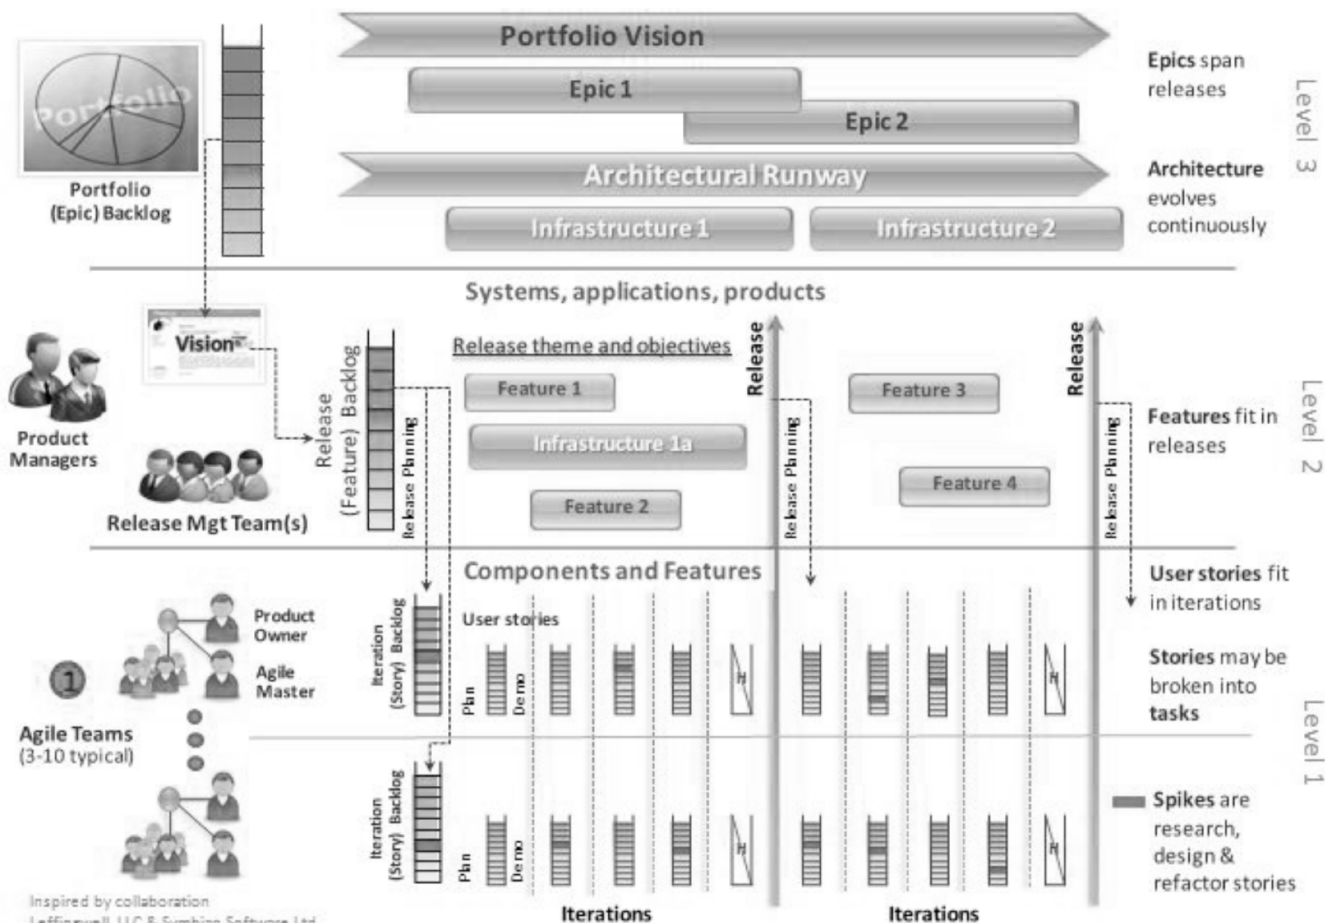 Portfolio
Portfolio
(Epic) Backlog
Portfolio Vision
Epic 1
Epic 2
Architectural Runway
Infrastructure 1
Infrastructure 2
Epics span
releases
Architecture
evolves
continuously
Level 3
Systems, applications, products
Product
Managers
Vision
Release Mgt Team(s)
Release
(Feature) Backlog
Release Planning
Release theme and objectives
Feature 1
Infrastructure 1a
Feature 2
Release
Release Planning
Feature 3
Feature 4
Release
Release Planning
Features fit in
releases
Level 2
Components and Features
1
Agile Teams
(3-10 typical)
Product
Owner
Agile
Master
Iteration
(Story) Backlog
User stories
Plan
Demo
H
H
Iteration
(Story) Backlog
Plan
Demo
H
H
Iterations
Iterations
User stories fit
in iterations
Stories may be
broken into
tasks
Spikes are
research,
design &
refactor stories
Level 1
Inspired by collaboration
Leffingwell, LLC & Symbian Software Ltd